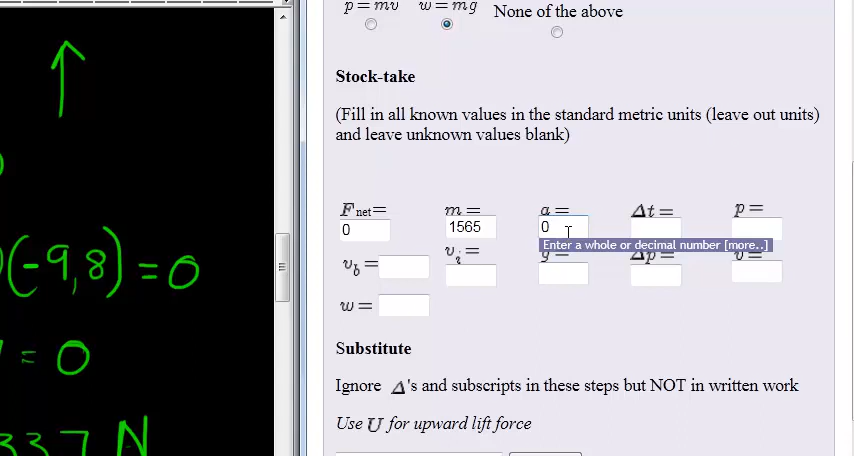 p = mv w = mg None of the above
Stock-take
(Fill in all known values in the standard metric units (leave out units)
and leave unknown values blank)
F net= m = a = Δt = p =
0 1565 0
Enter a whole or decimal number [more..]
v b = v i = y = Δp = v =
w =
Substitute
Ignore Δ's and subscripts in these steps but NOT in written work
Use U for upward lift force
(-9,8) = 0
= 0
337 N